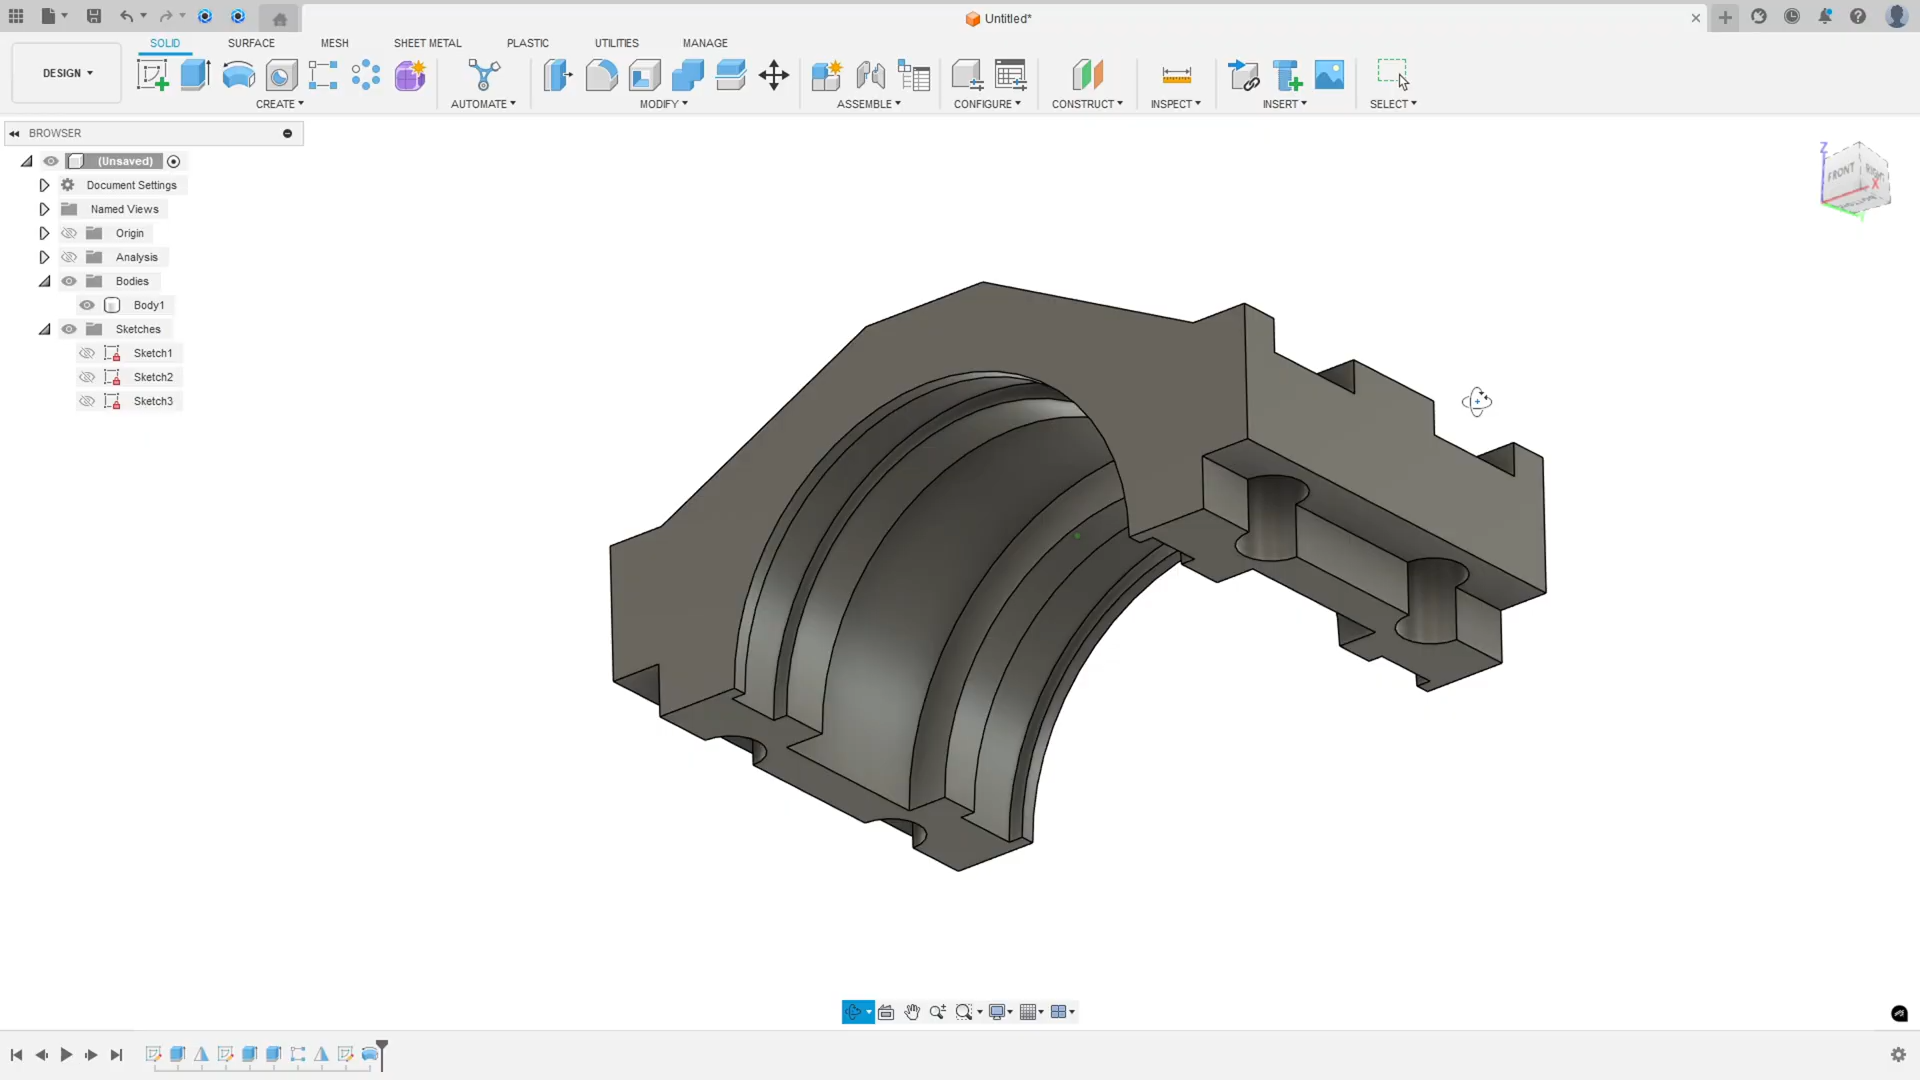 Untitled*
SOLID SURFACE MESH SHEET METAL PLASTIC UTILITIES MANAGE
DESIGN
CREATE AUTOMATE MODIFY ASSEMBLE CONFIGURE CONSTRUCT INSPECT INSERT SELECT
BROWSER
(Unsaved)
Document Settings
Named Views
Origin
Analysis
Bodies
Body1
Sketches
Sketch1
Sketch2
Sketch3
Z
FRONT
RIGHT
X